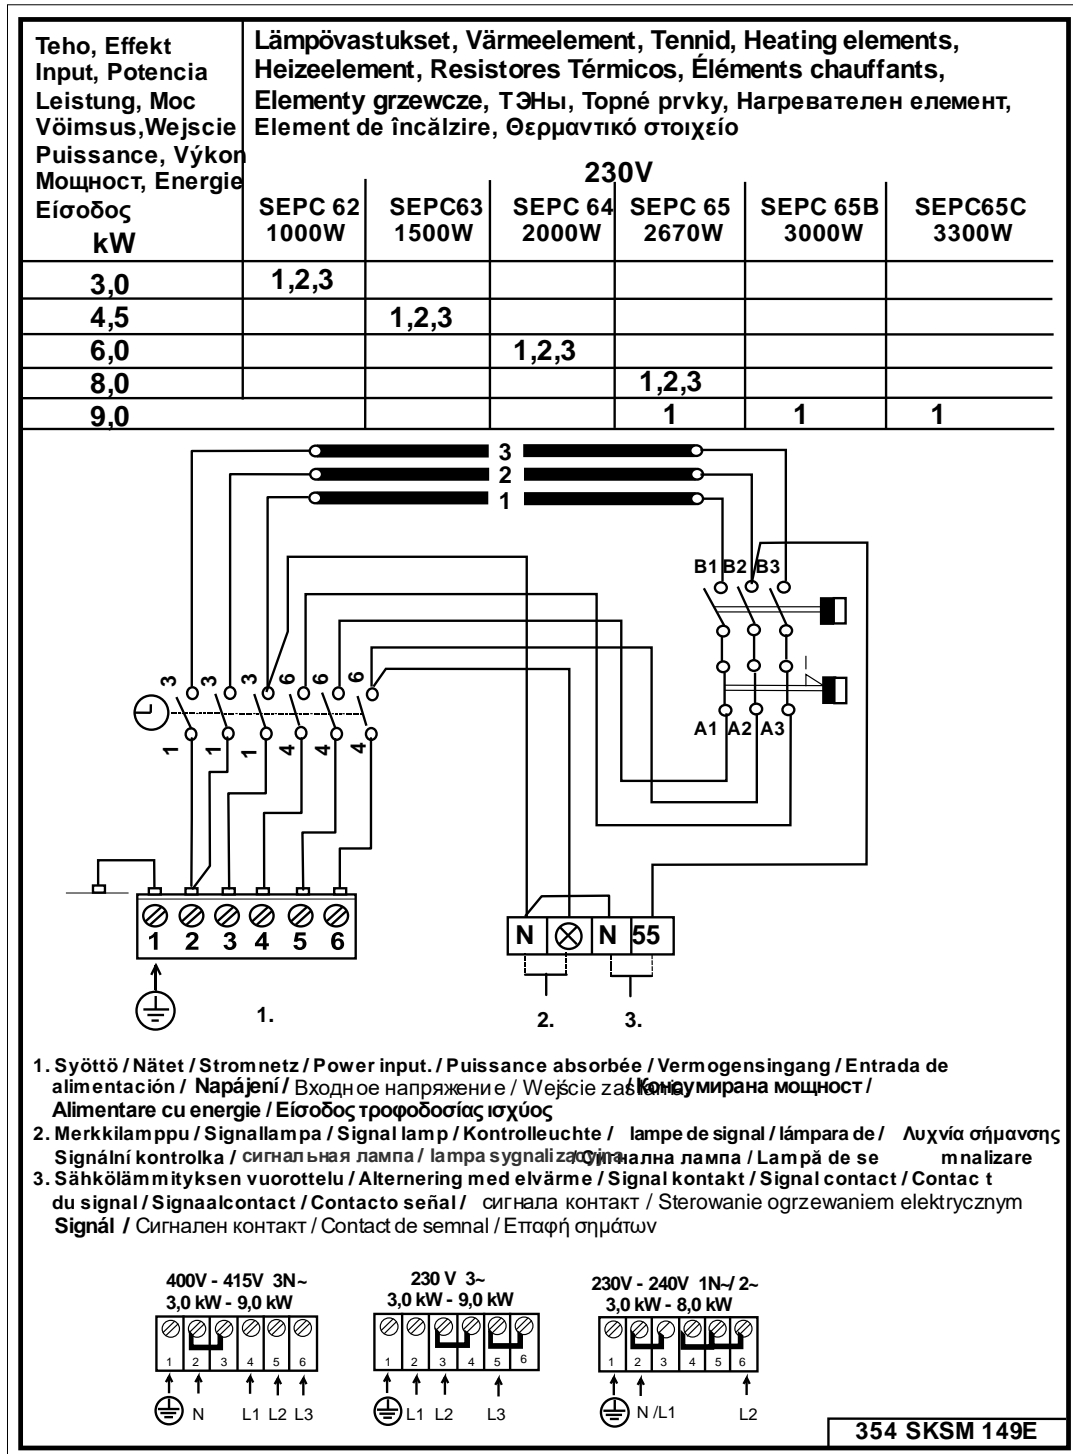 Teho, Effekt
Input, Potencia
Leistung, Moc
Vöimsus,Wejscie
Puissance, Výkon
Мощност, Energie
Είσοδος
kW
Lämpövastukset, Värmeelement, Tennid, Heating elements,
Heizeelement, Resistores Térmicos, Éléments chauffants,
Elementy grzewcze, ТЭНы, Topné prvky, Нагревателен елемент,
Element de încălzire, Θερμαντικό στοιχείο
230V
SEPC 62 SEPC63 SEPC 64 SEPC 65 SEPC 65B SEPC65C
1000W 1500W 2000W 2670W 3000W 3300W
3,0 1,2,3
4,5 1,2,3
6,0 1,2,3
8,0 1,2,3
9,0 1 1 1
3
2
1
B1 B2 B3
3 3 3 6 6 6
A1 A2 A3
1 1 1 4 4 4
N N 55
1 2 3 4 5 6
1. 2. 3.
1. Syöttö / Nätet / Stromnetz / Power input. / Puissance absorbée / Vermogensingang / Entrada de
alimentación / Napájení / Входное напряжение / Wejście / Консумирана мощност /
Alimentare cu energie / Είσοδος τροφοδοσίας ισχύος
2. Merkkilamppu / Signallampa / Signal lamp / Kontrolleuchte / lampe de signal / lámpara de / Λυχνία σήμανσης
Signální kontrolka / сигнальная лампа / lampa / Сигнална лампа / Lampă de se mnalizare
3. Sähkölämmityksen vuorottelu / Alternering med elvärme / Signal kontakt / Signal contact / Contac t
du signal / Signaalcontact / Contacto señal / сигнала контакт / Sterowanie ogrzewaniem elektrycznym
Signál / Сигнален контакт / Contact de semnal / Επαφή σημάτων
400V - 415V 3N~
3,0 kW - 9,0 kW
1 2 3 4 5 6
N L1 L2 L3
230 V 3~
3,0 kW - 9,0 kW
1 2 3 4 5 6
L1 L2 L3
230V - 240V 1N~/ 2~
3,0 kW - 8,0 kW
1 2 3 4 5 6
N /L1 L2
354 SKSM 149E